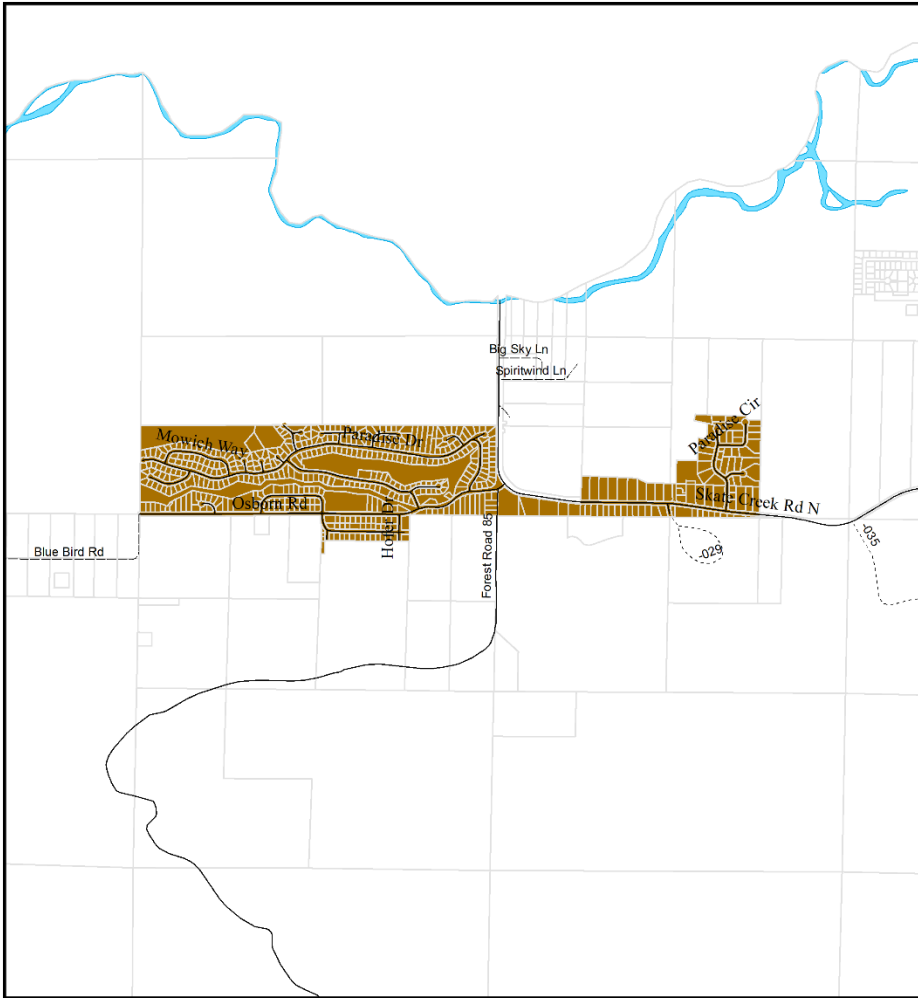 Big Sky Ln
Spiritwind Ln
Paradise Cir
Mowich Way
Paradise Dr
Osborn Rd
Skate Creek Rd N
Hofer Dr
Forest Road 85
Blue Bird Rd
-029
-035